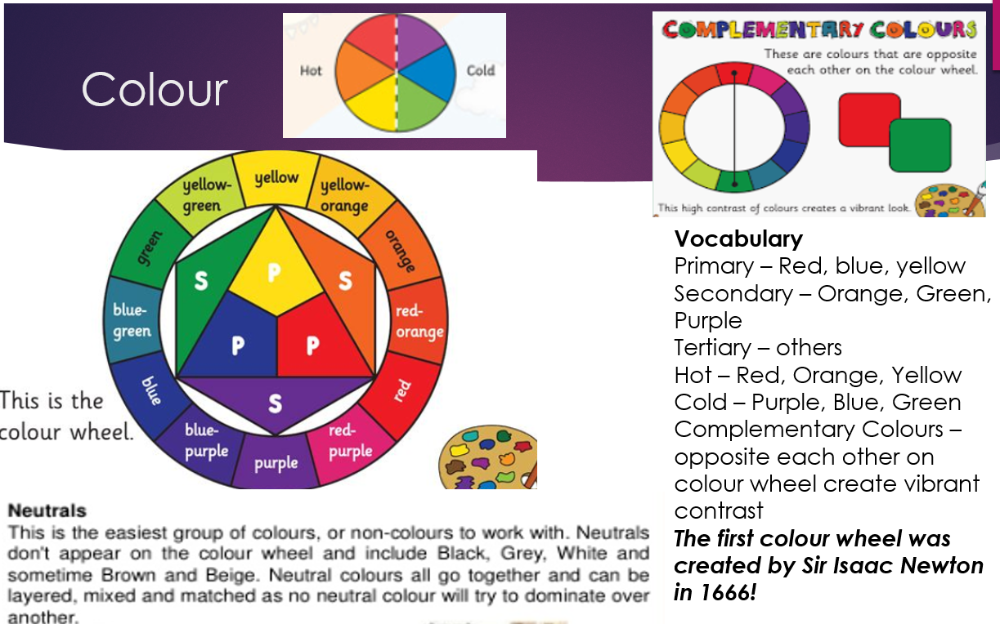 Colour
Hot
Cold
COMPLEMENTARY COLOURS
These are colours that are opposite
each other on the colour wheel.
This high contrast of colours creates a vibrant look.
yellow
yellow-
orange
orange
red-
orange
red
red-
purple
purple
blue-
purple
blue
blue-
green
green
yellow-
green
S
P
S
P
P
S
This is the
colour wheel.
Vocabulary
Primary – Red, blue, yellow
Secondary – Orange, Green,
Purple
Tertiary – others
Hot – Red, Orange, Yellow
Cold – Purple, Blue, Green
Complementary Colours –
opposite each other on
colour wheel create vibrant
contrast
The first colour wheel was
created by Sir Isaac Newton
in 1666!
Neutrals
This is the easiest group of colours, or non-colours to work with. Neutrals
don't appear on the colour wheel and include Black, Grey, White and
sometime Brown and Beige. Neutral colours all go together and can be
layered, mixed and matched as no neutral colour will try to dominate over
another.